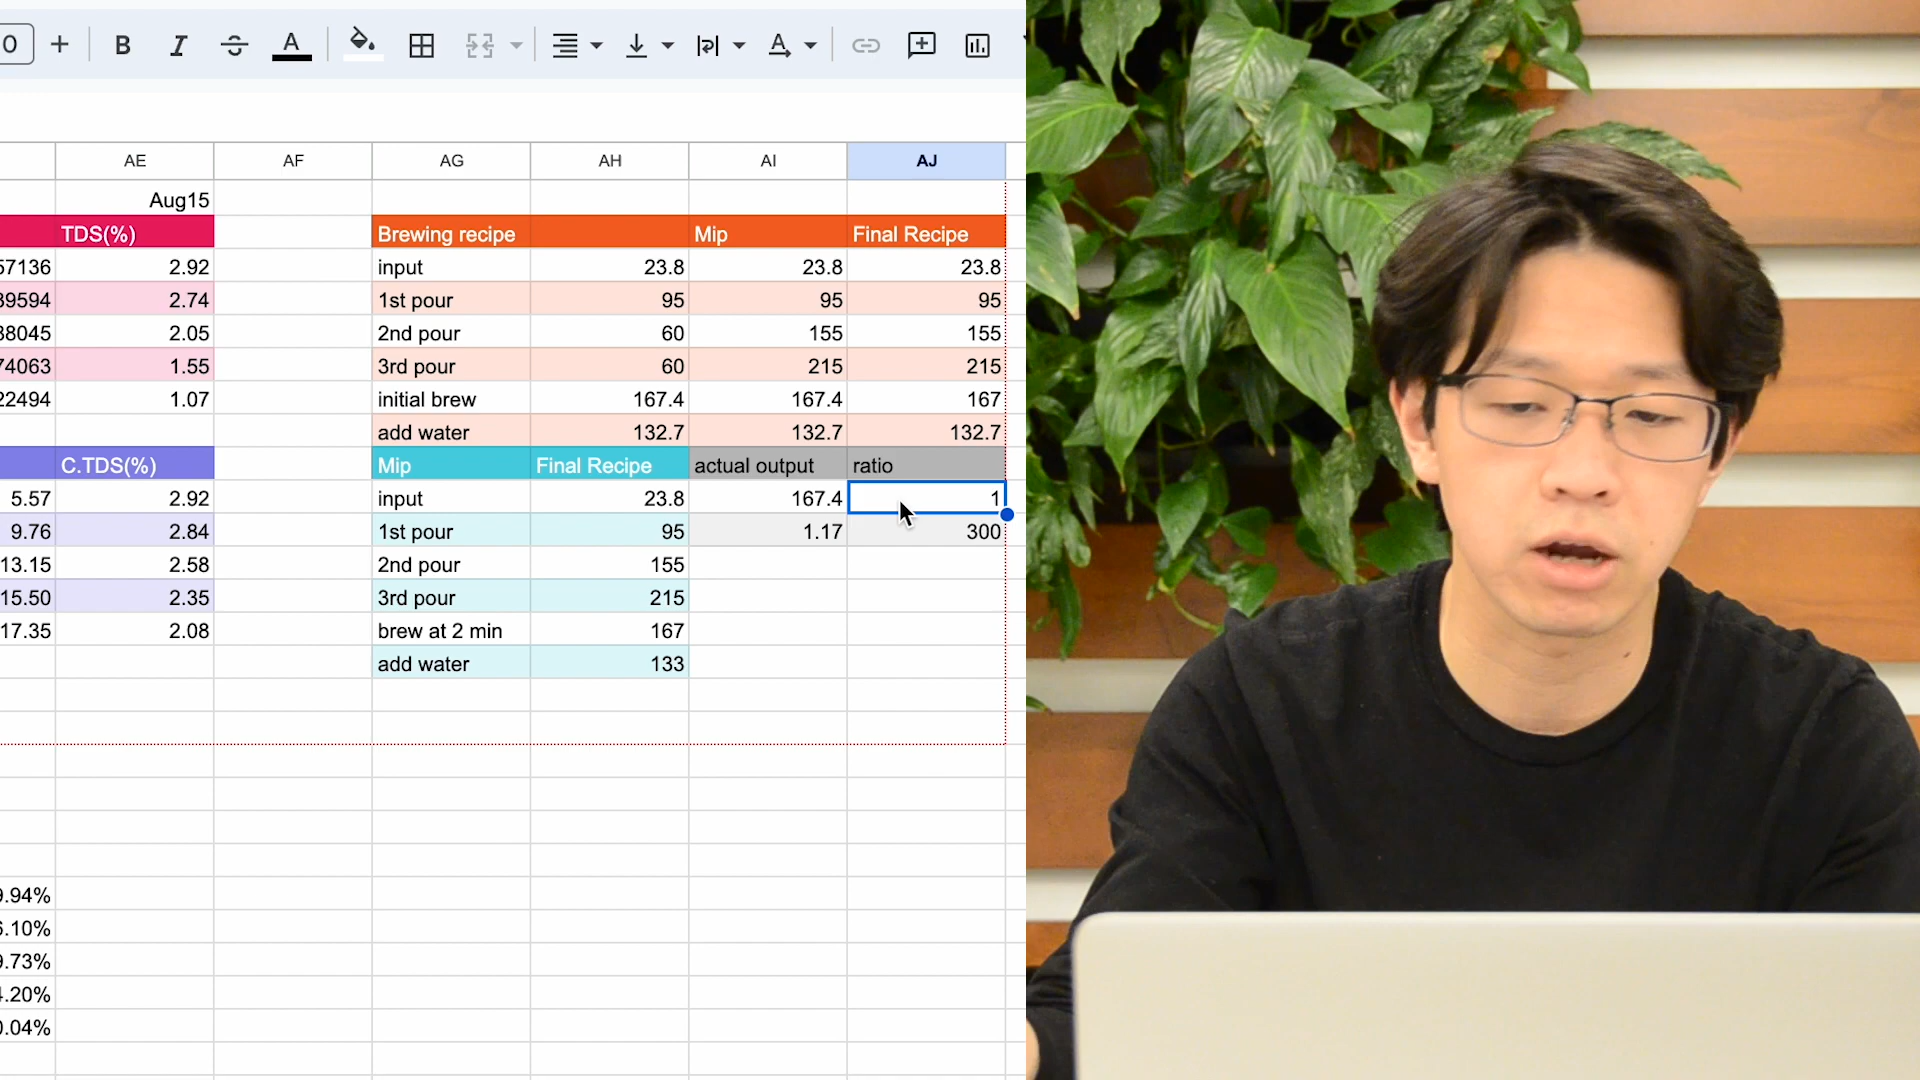 0 + B I S A A
AE AF AG AH AI AJ
Aug15
TDS(%) Brewing recipe Mip Final Recipe
57136 2.92 input 23.8 23.8 23.8
39594 2.74 1st pour 95 95 95
38045 2.05 2nd pour 60 155 155
74063 1.55 3rd pour 60 215 215
22494 1.07 initial brew 167.4 167.4 167
add water 132.7 132.7 132.7
C.TDS(%) Mip Final Recipe actual output ratio
5.57 2.92 input 23.8 167.4 1
9.76 2.84 1st pour 95 1.17 300
13.15 2.58 2nd pour 155
15.50 2.35 3rd pour 215
17.35 2.08 brew at 2 min 167
add water 133
9.94%
6.10%
9.73%
4.20%
0.04%